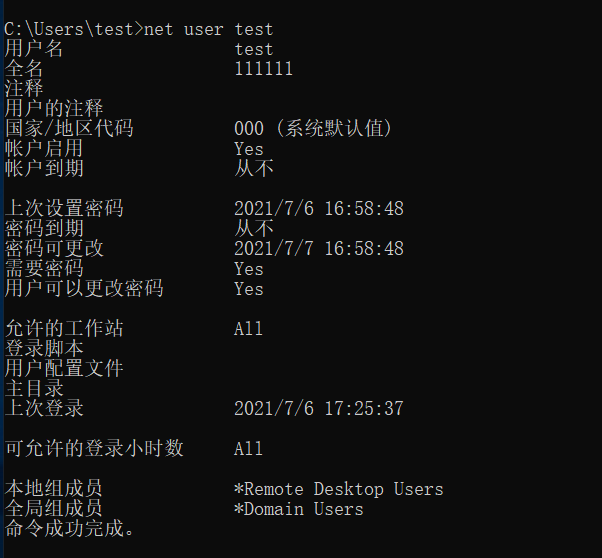 C:\Users\test>net user test
用户名 test
全名 111111
注释
用户的注释
国家/地区代码 000 (系统默认值)
帐户启用 Yes
帐户到期 从不
上次设置密码 2021/7/6 16:58:48
密码到期 从不
密码可更改 2021/7/7 16:58:48
需要密码 Yes
用户可以更改密码 Yes
允许的工作站 All
登录脚本
用户配置文件
主目录
上次登录 2021/7/6 17:25:37
可允许的登录小时数 All
本地组成员 *Remote Desktop Users
全局组成员 *Domain Users
命令成功完成。